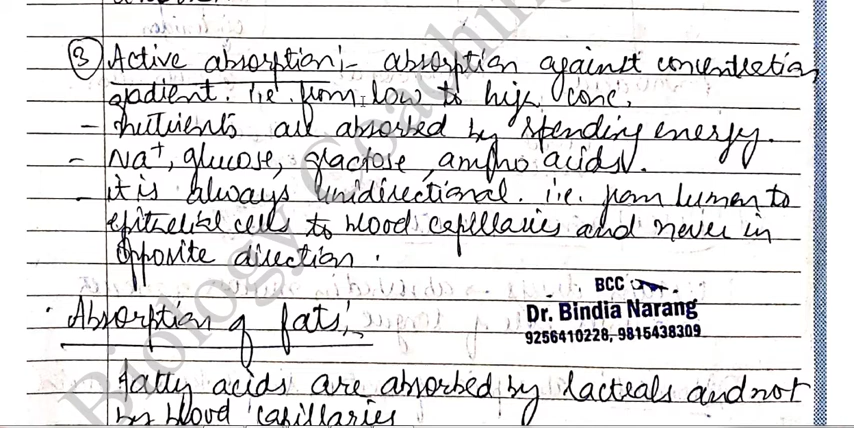 ③ Active absorption:- absorption against concentration
gradient. i.e. from low to high conc.
- Nutrients are absorbed by spending energy.
- Na+, glucose, glactose, amino acids.
- it is always unidirectional. i.e. from lumen to
epithelial cells to blood capillaries and never in
opposite direction.
BCC
Absorption of fats:-
Dr. Bindia Narang
9256410228, 9815438309
Fatty acids are absorbed by lacteals and not
by blood capillaries
Biology Coaching